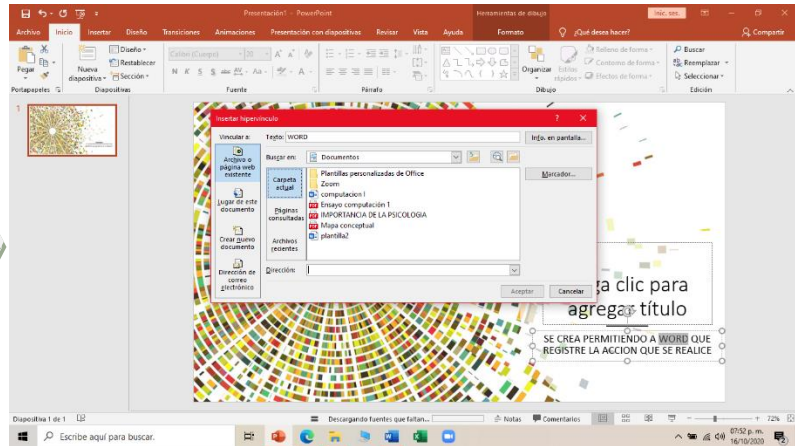 Presentación1 - PowerPoint
Herramientas de dibujo
Inic. ses.
Archivo Inicio Insertar Diseño Transiciones Animaciones Presentación con diapositivas Revisar Vista Ayuda Formato ¿Qué desea hacer? Compartir
Pegar
Nueva diapositiva
Diseño
Restablecer
Sección
Calibri (Cuerpo)
N K S S
Organizar
Estilos rápidos
Relleno de forma
Contorno de forma
Efectos de forma
Buscar
Reemplazar
Seleccionar
Portapapeles Diapositivas Fuente Párrafo Dibujo Edición
1
Insertar hipervínculo
Vincular a:
Texto: WORD
Info. en pantalla...
Archivo o página web existente
Lugar de este documento
Crear nuevo documento
Dirección de correo electrónico
Buscar en: Documentos
Marcador...
Carpeta actual
Páginas consultadas
Archivos recientes
Plantillas personalizadas de Office
Zoom
computacion I
Ensayo computación 1
IMPORTANCIA DE LA PSICOLOGIA
Mapa conceptual
plantilla2
Dirección:
Aceptar Cancelar
ga clic para
agregar título
SE CREA PERMITIENDO A WORD QUE
REGISTRE LA ACCION QUE SE REALICE
Diapositiva 1 de 1 Descargando fuentes que faltan... Notas Comentarios 72%
Escribe aquí para buscar.
07:52 p. m.
16/10/2020